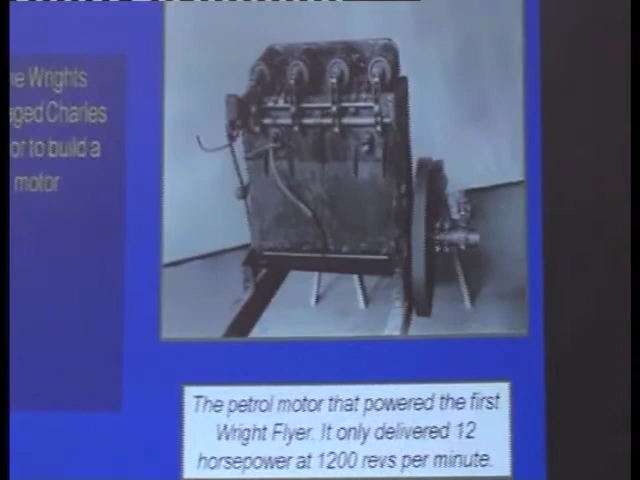 e Wrights
ged Charles
or to build a
motor
The petrol motor that powered the first
Wright Flyer. It only delivered 12
horsepower at 1200 revs per minute.